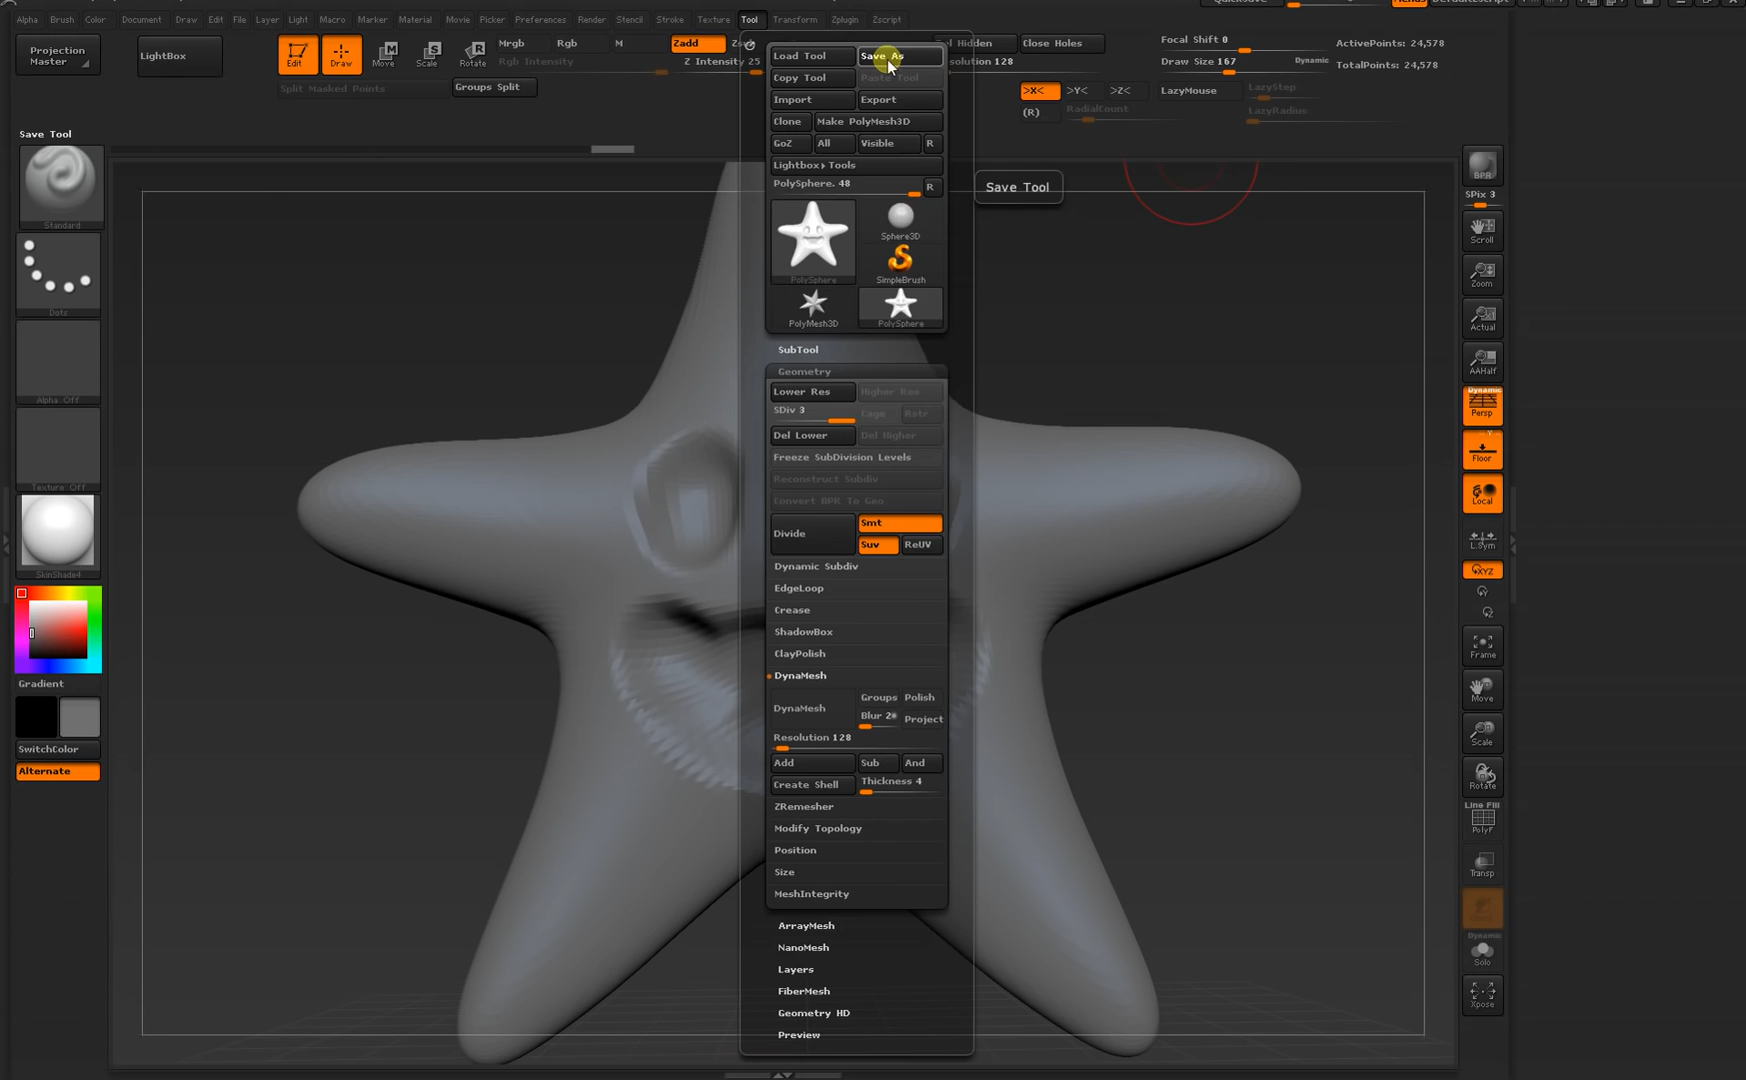 QuickSave
Menus DefaultZScript
Alpha Brush Color Document Draw Edit File Layer Light Macro Marker Material Movie Picker Preferences Render Stencil Stroke Texture Tool Transform Zplugin Zscript
Projection
Master
LightBox
Edit Draw Move Scale Rotate
Mrgb Rgb M Zadd
Rgb Intensity Z Intensity 25
Split Masked Points Groups Split
Hidden Close Holes
Resolution 128
Focal Shift 0
Draw Size 167 Dynamic
ActivePoints: 24,578
TotalPoints: 24,578
>X< >Y< >Z<
(R) RadialCount
LazyMouse LazyStep
LazyRadius
Save Tool
Standard
Dots
Alpha Off
Texture Off
SkinShade4
Gradient
SwitchColor
Alternate
Load Tool Save As
Copy Tool Paste Tool
Import Export
Clone Make PolyMesh3D
GoZ All Visible R
Lightbox▸Tools
PolySphere. 48 R
PolySphere
Sphere3D
SimpleBrush
PolyMesh3D PolySphere
Save Tool
SubTool
Geometry
Lower Res Higher Res
SDiv 3 Cage Rstr
Del Lower Del Higher
Freeze SubDivision Levels
Reconstruct Subdiv
Convert BPR To Geo
Divide Smt
Suv ReUV
Dynamic Subdiv
EdgeLoop
Crease
ShadowBox
ClayPolish
DynaMesh
DynaMesh Groups Polish
Blur 2 Project
Resolution 128
Add Sub And
Create Shell Thickness 4
ZRemesher
Modify Topology
Position
Size
MeshIntegrity
ArrayMesh
NanoMesh
Layers
FiberMesh
Geometry HD
Preview
BPR
SPix 3
Scroll
Zoom
Actual
AAHalf
Dynamic
Persp
Floor
Local
L.Sym
XYZ
Frame
Move
Scale
Rotate
Line Fill
PolyF
Transp
Dynamic
Solo
Xpose